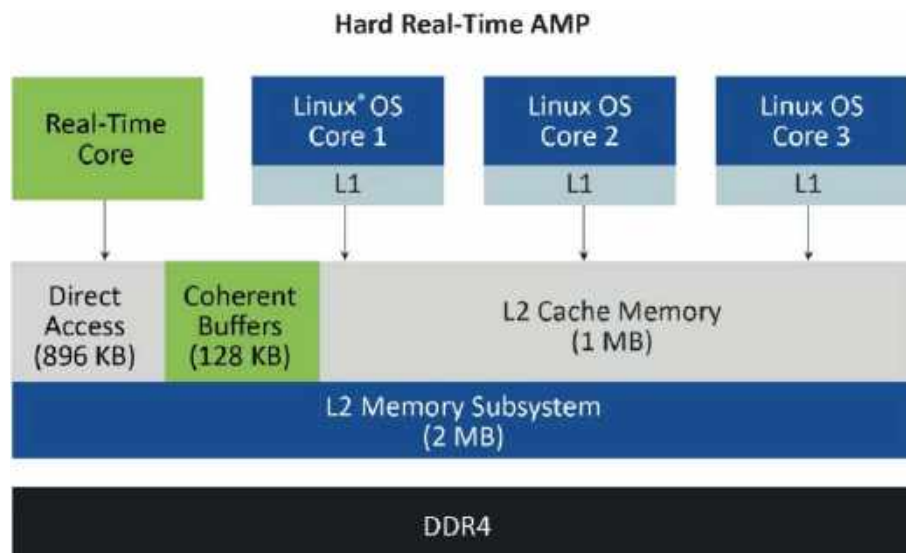 Hard Real-Time AMP
Real-Time
Core
Linux® OS
Core 1
L1
Linux OS
Core 2
L1
Linux OS
Core 3
L1
Direct
Access
(896 KB)
Coherent
Buffers
(128 KB)
L2 Cache Memory
(1 MB)
L2 Memory Subsystem
(2 MB)
DDR4